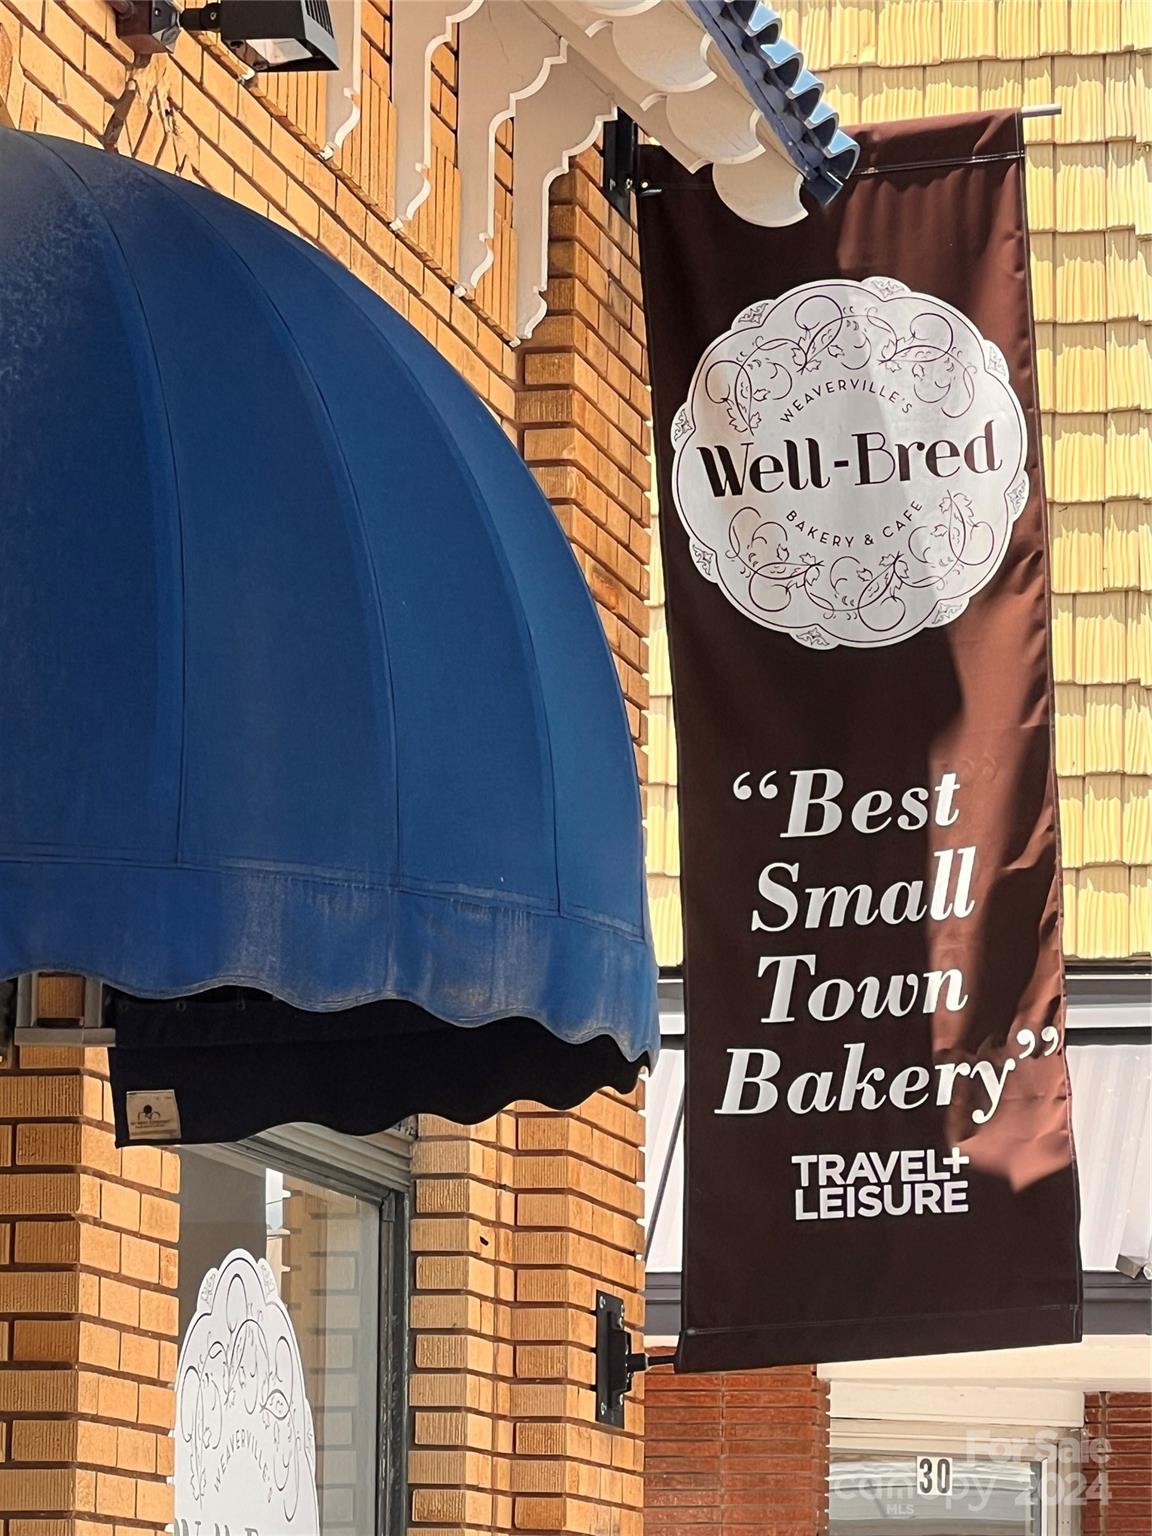 WEAVERVILLE'S
Well-Bred
BAKERY & CAFE
“Best
Small
Town
Bakery”
TRAVEL+
LEISURE
WEAVERVILLE'S
30
For Sale
canopy 2024
MLS